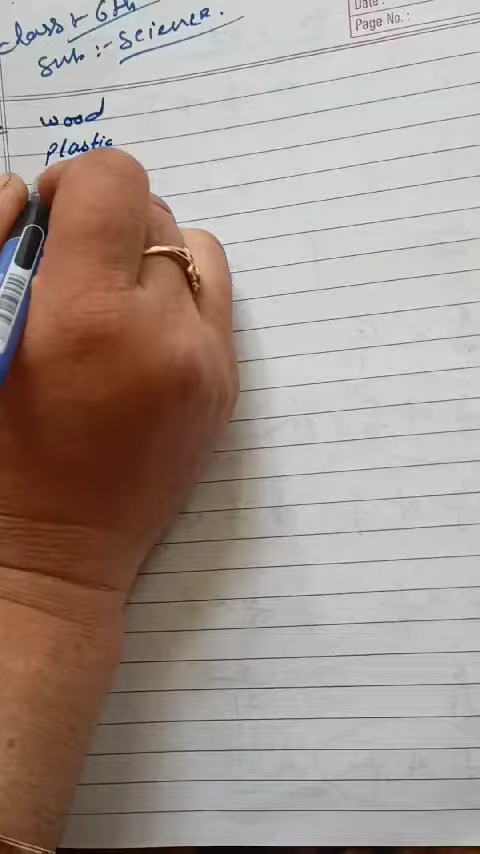 Date :
Page No.:
class :- 6th
sub :- Science.
wood
Plastic